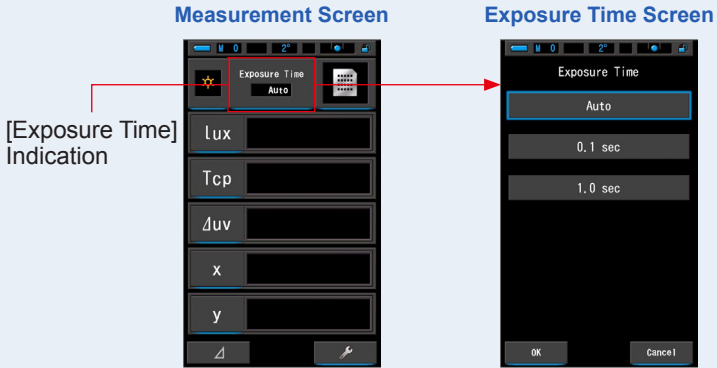 Measurement Screen
Exposure Time Screen
M 0 2°
Exposure Time
Auto
[Exposure Time]
Indication
lux
Tcp
⊿uv
x
y
⊿
M 0 2°
Exposure Time
Auto
0.1 sec
1.0 sec
OK Cancel